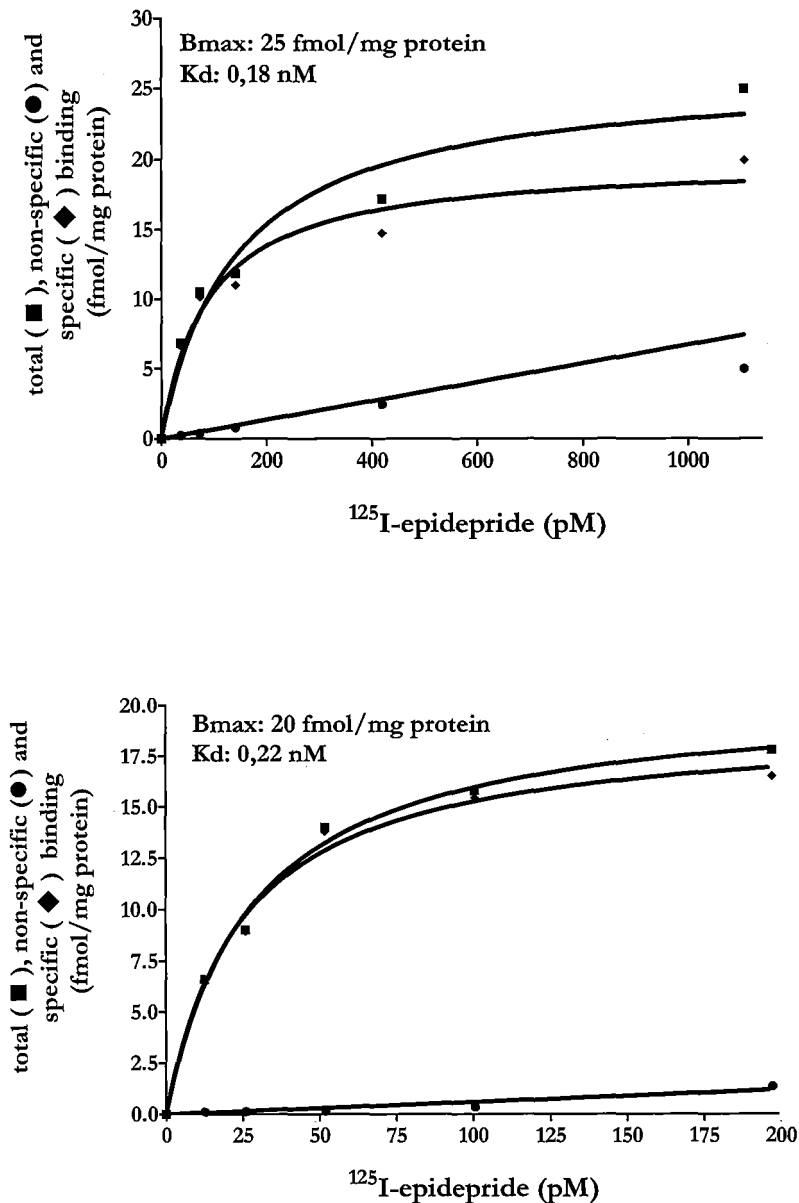 30
25
20
15
10
5
0
Bmax: 25 fmol/mg protein
Kd: 0,18 nM
total ( ■ ), non-specific (●) and
specific ( ◆ ) binding
(fmol/mg protein)
0 200 400 600 800 1000
¹²⁵I-epidepride (pM)
20.0
17.5
15.0
12.5
10.0
7.5
5.0
2.5
0.0
Bmax: 20 fmol/mg protein
Kd: 0,22 nM
total ( ■ ), non-specific (●) and
specific ( ◆ ) binding
(fmol/mg protein)
0 25 50 75 100 125 150 175 200
¹²⁵I-epidepride (pM)